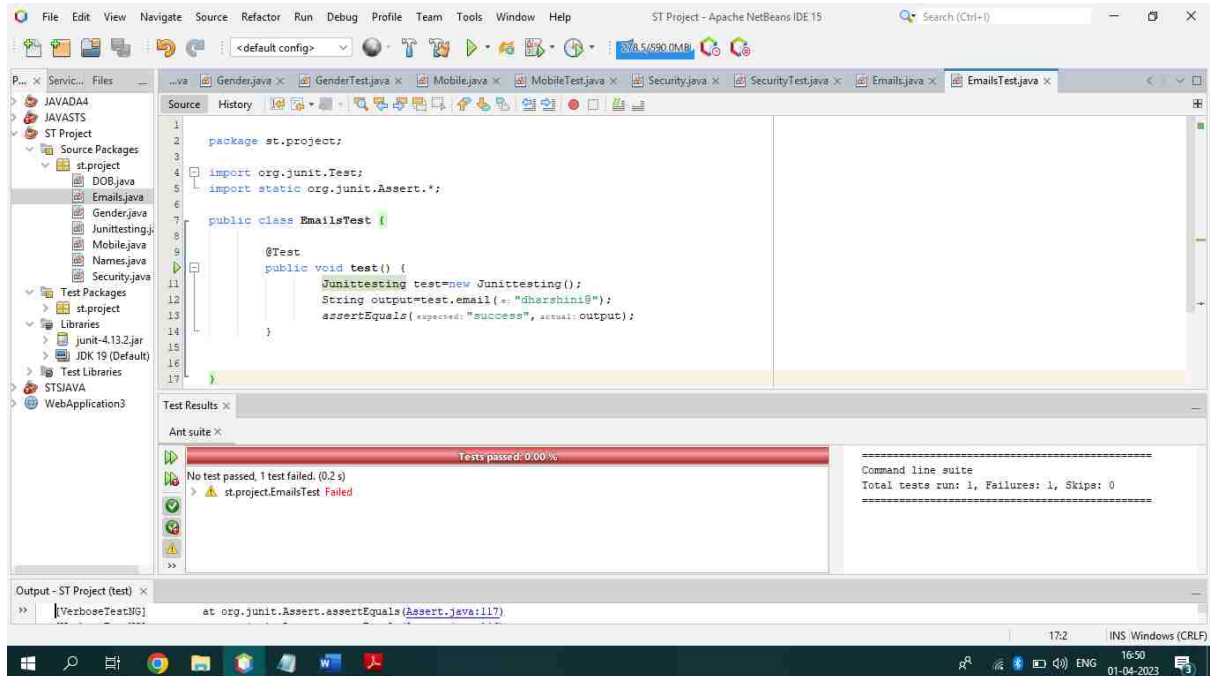 File Edit View Navigate Source Refactor Run Debug Profile Team Tools Window Help ST Project - Apache NetBeans IDE 15 Search (Ctrl+I)
<default config> 278.5/590.0MB
P... Servic... Files
...va Gender.java GenderTest.java Mobile.java MobileTest.java Security.java SecurityTest.java Emails.java EmailsTest.java
JAVADA4
JAVASTS
ST Project
Source Packages
st.project
DOB.java
Emails.java
Gender.java
Junittesting.j
Mobile.java
Names.java
Security.java
Test Packages
st.project
Libraries
junit-4.13.2.jar
JDK 19 (Default)
Test Libraries
STSJAVA
WebApplication3
Source History
1
2 package st.project;
3
4 import org.junit.Test;
5 import static org.junit.Assert.*;
6
7 public class EmailsTest {
8
9 @Test
public void test() {
11 Junittesting test=new Junittesting();
12 String output=test.email( s: "dharshini@");
13 assertEquals( expected: "success", actual: output);
14 }
15
16
17 }
Test Results
Ant suite
Tests passed: 0.00 %
No test passed, 1 test failed. (0.2 s)
st.project.EmailsTest Failed
===============================================
Command line suite
Total tests run: 1, Failures: 1, Skips: 0
===============================================
Output - ST Project (test)
[VerboseTestNG] at org.junit.Assert.assertEquals(Assert.java:117)
17:2 INS Windows (CRLF)
ENG 16:50
01-04-2023